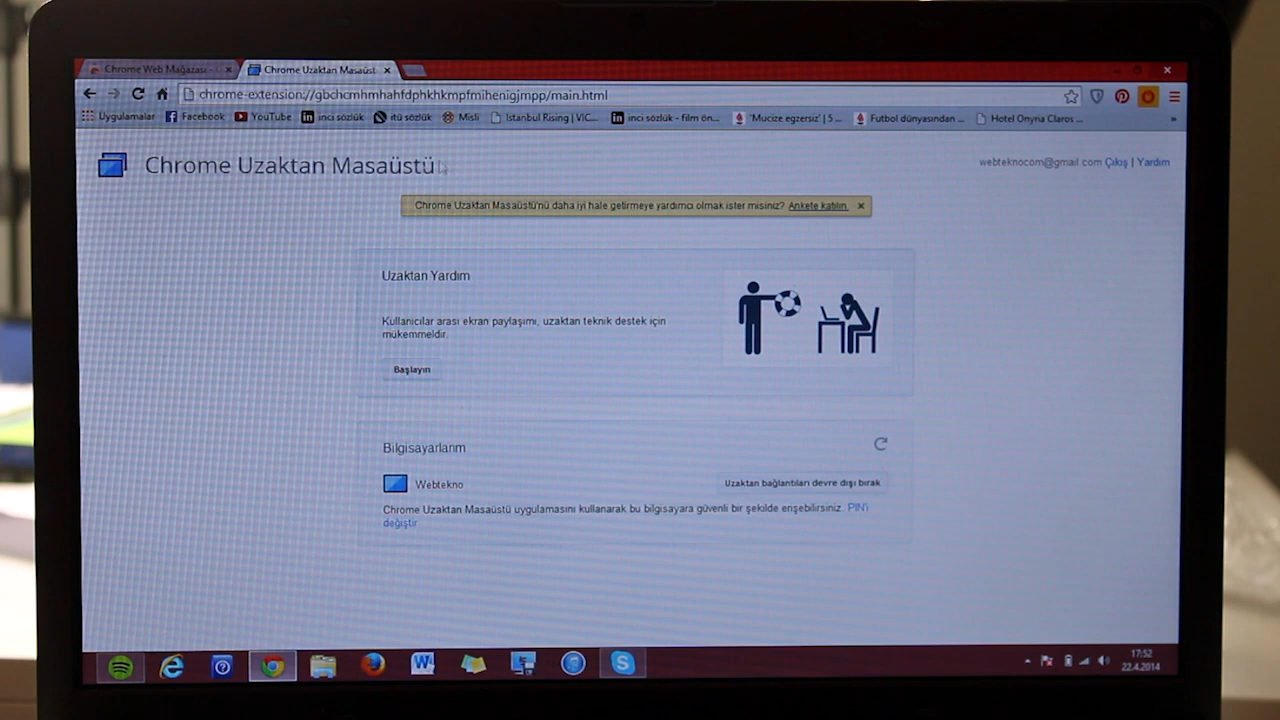 Chrome Web Mağazası -
Chrome Uzaktan Masaüst
chrome-extension://gbchcmhmhahfdphkhkmpfmihenigjmpp/main.html
Uygulamalar Facebook YouTube inci sözlük itü sözlük Misli Istanbul Rising | VIC... inci sözlük - film ön... 'Mucize egzersiz' | 5 ... Futbol dünyasından ... Hotel Onyria Claros ... »
Chrome Uzaktan Masaüstü
webteknocom@gmail.com Çıkış | Yardım
Chrome Uzaktan Masaüstü'nü daha iyi hale getirmeye yardımcı olmak ister misiniz? Ankete katılın.
Uzaktan Yardım
Kullanıcılar arası ekran paylaşımı, uzaktan teknik destek için
mükemmeldir.
Başlayın
Bilgisayarlarım
Webtekno
Uzaktan bağlantıları devre dışı bırak
Chrome Uzaktan Masaüstü uygulamasını kullanarak bu bilgisayara güvenli bir şekilde erişebilirsiniz. PIN'i
değiştir
17:52
22.4.2014